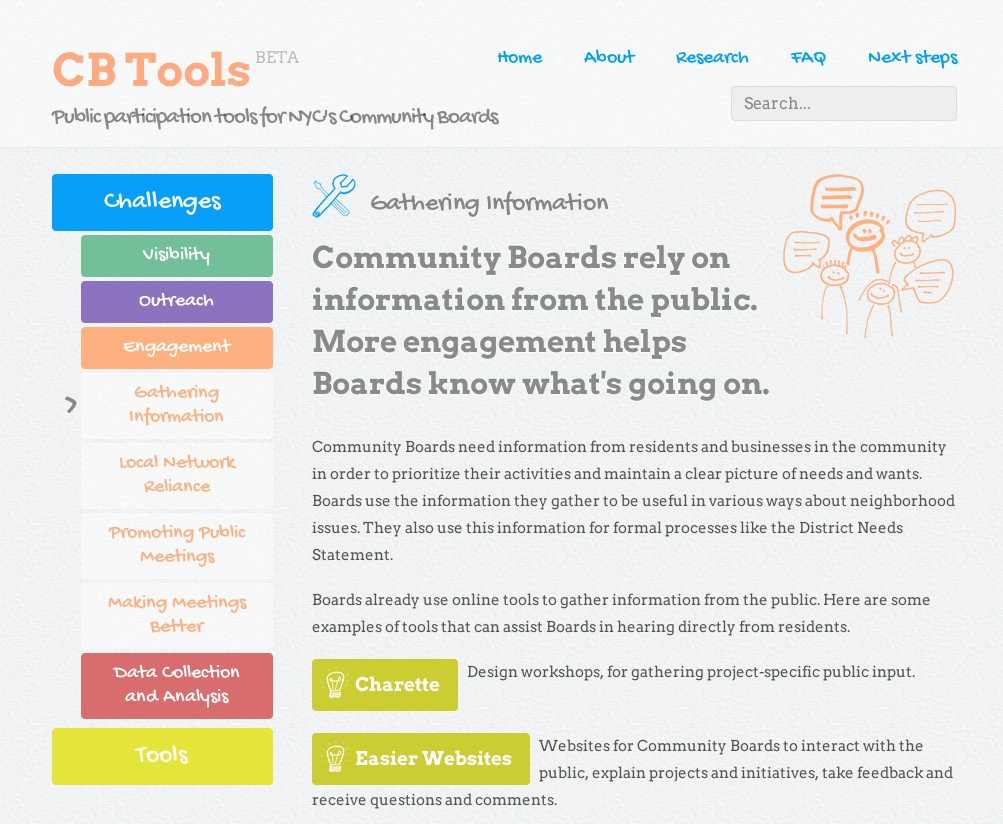 CB Tools BETA
Public participation tools for NYC's Community Boards
Home About Research FAQ Next steps
Search...
Challenges
Visibility
Outreach
Engagement
Gathering
Information
Local Network
Reliance
Promoting Public
Meetings
Making Meetings
Better
Data Collection
and Analysis
Tools
Gathering Information
Community Boards rely on
information from the public.
More engagement helps
Boards know what's going on.
Community Boards need information from residents and businesses in the community
in order to prioritize their activities and maintain a clear picture of needs and wants.
Boards use the information they gather to be useful in various ways about neighborhood
issues. They also use this information for formal processes like the District Needs
Statement.
Boards already use online tools to gather information from the public. Here are some
examples of tools that can assist Boards in hearing directly from residents.
Charette Design workshops, for gathering project-specific public input.
Easier Websites Websites for Community Boards to interact with the
public, explain projects and initiatives, take feedback and
receive questions and comments.